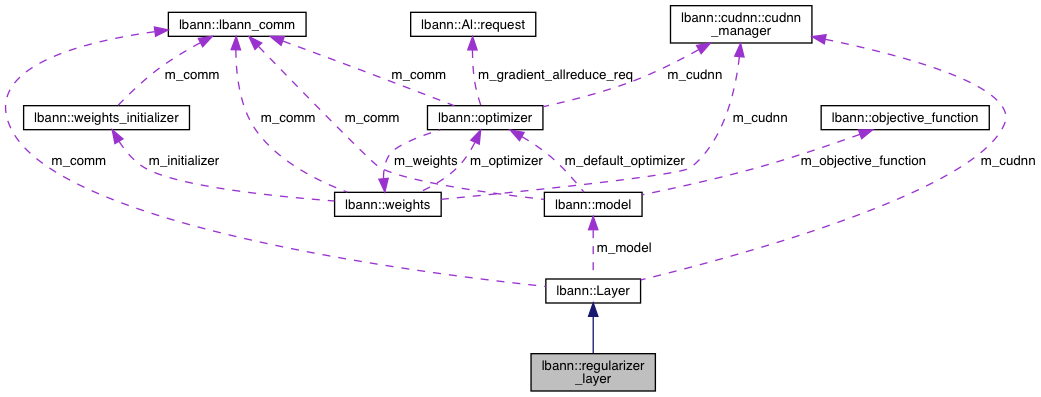 lbann::lbann_comm
lbann::Al::request
lbann::cudnn::cudnn
_manager
m_comm
m_comm
m_gradient_allreduce_req
m_cudnn
lbann::weights_initializer
m_comm
m_comm
lbann::optimizer
m_cudnn
lbann::objective_function
m_comm
m_initializer
m_weights
m_optimizer
m_default_optimizer
m_objective_function
m_cudnn
lbann::weights
lbann::model
m_model
lbann::Layer
lbann::regularizer
_layer